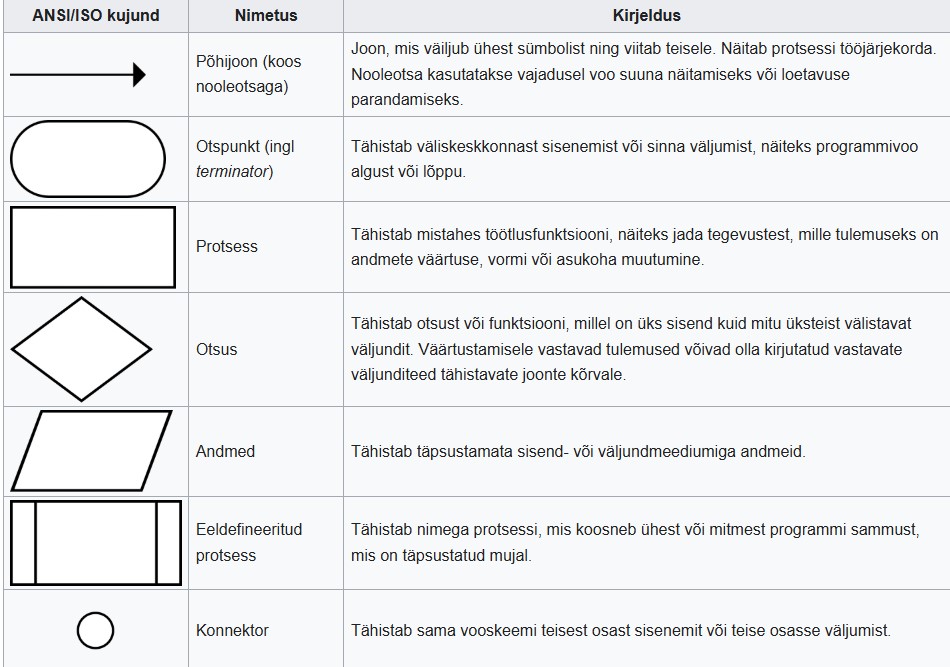 ANSI/ISO kujund Nimetus Kirjeldus
Põhijoon (koos
nooleotsaga)
Joon, mis väiljub ühest sümbolist ning viitab teisele. Näitab protsessi tööjärjekorda.
Nooleotsa kasutatakse vajadusel voo suuna näitamiseks või loetavuse
parandamiseks.
Otspunkt (ingl
terminator)
Tähistab väliskeskkonnast sisenemist või sinna väljumist, näiteks programmivoo
algust või lõppu.
Protsess
Tähistab mistahes töötlusfunktsiooni, näiteks jada tegevustest, mille tulemuseks on
andmete väärtuse, vormi või asukoha muutumine.
Otsus
Tähistab otsust või funktsiooni, millel on üks sisend kuid mitu üksteist välistavat
väljundit. Väärtustamisele vastavad tulemused võivad olla kirjutatud vastavate
väljunditeed tähistavate joonte kõrvale.
Andmed
Tähistab täpsustamata sisend- või väljundmeediumiga andmeid.
Eeldefineeritud
protsess
Tähistab nimega protsessi, mis koosneb ühest või mitmest programmi sammust,
mis on täpsustatud mujal.
Konnektor
Tähistab sama vooskeemi teisest osast sisenemit või teise osasse väljumist.